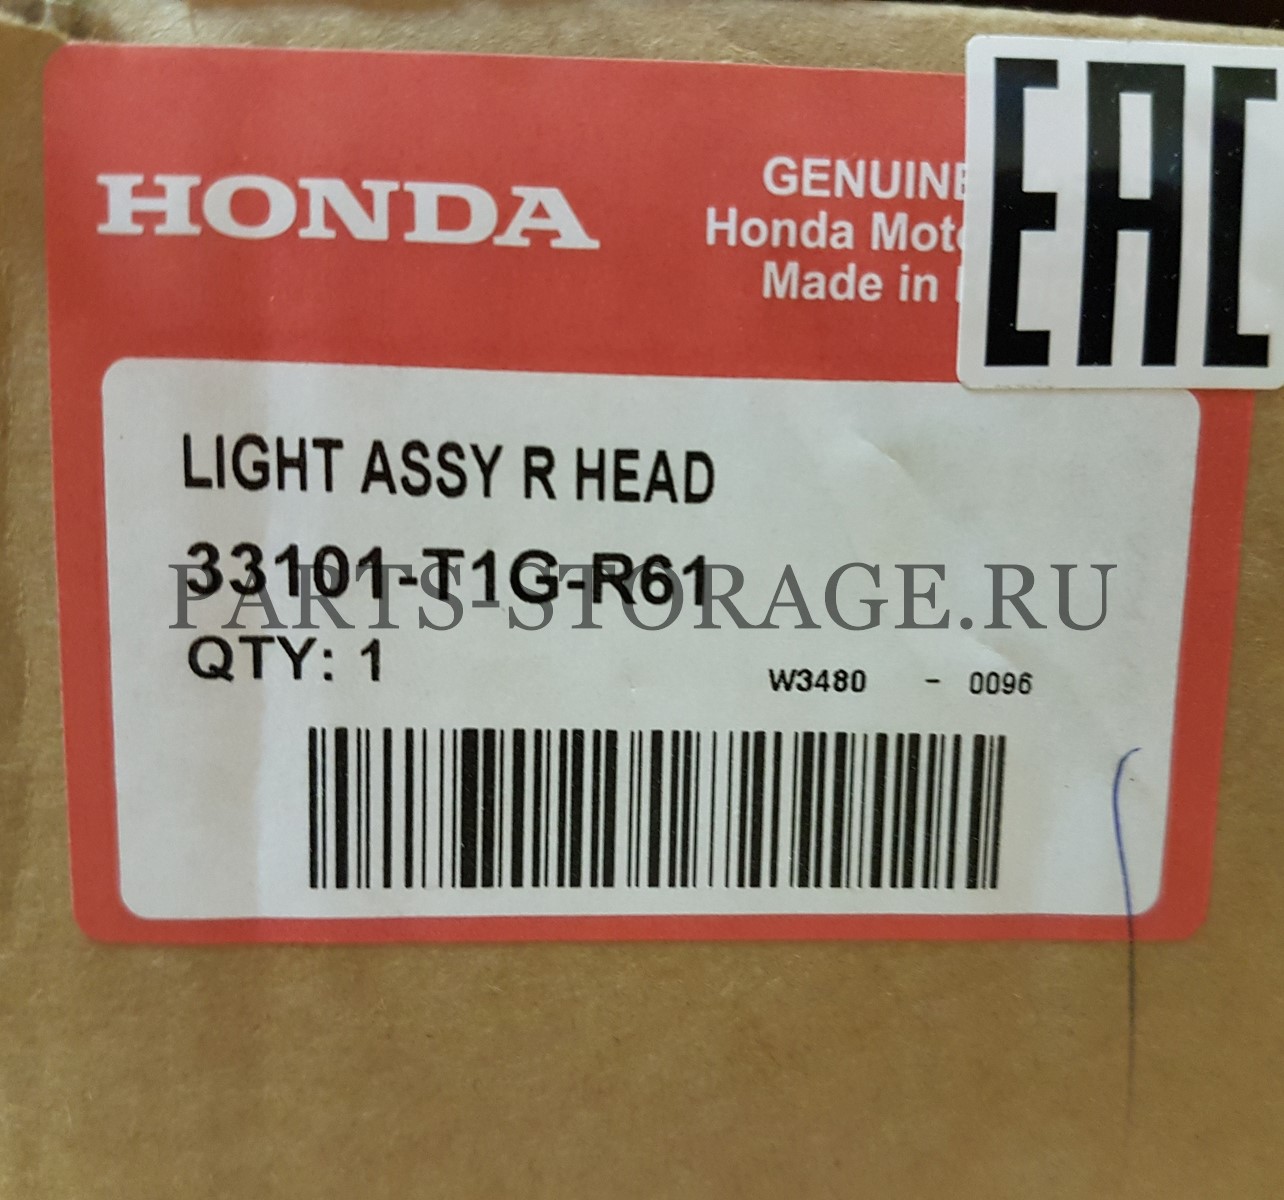 HONDA
GENUINE
Honda
Made in
EAC
LIGHT ASSY R HEAD
33101-T1G-R61
PARTS-STORAGE.RU
QTY: 1
W3480 - 0096